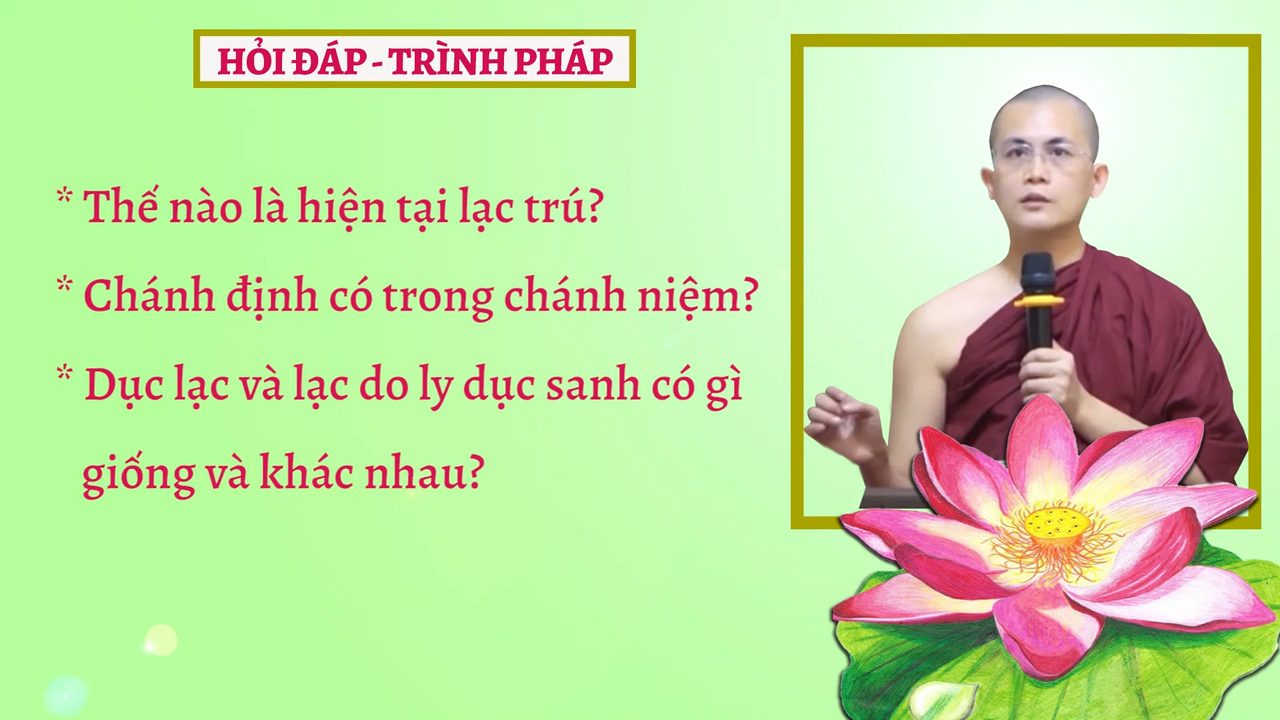 HỎI ĐÁP - TRÌNH PHÁP
* Thế nào là hiện tại lạc trú?
* Chánh định có trong chánh niệm?
* Dục lạc và lạc do ly dục sanh có gì
giống và khác nhau?